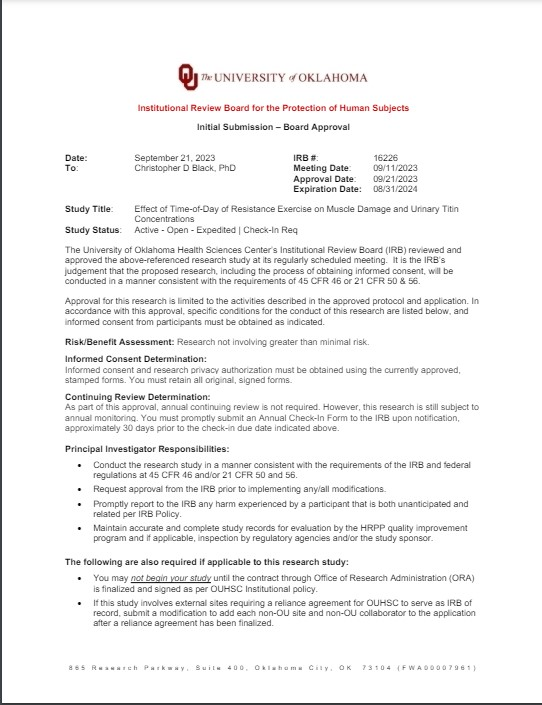 The UNIVERSITY of OKLAHOMA
Institutional Review Board for the Protection of Human Subjects
Initial Submission – Board Approval
Date: September 21, 2023 IRB #: 16226
To: Christopher D Black, PhD Meeting Date: 09/11/2023
Approval Date: 09/21/2023
Expiration Date: 08/31/2024
Study Title: Effect of Time-of-Day of Resistance Exercise on Muscle Damage and Urinary Titin
Concentrations
Study Status: Active - Open - Expedited | Check-In Req
The University of Oklahoma Health Sciences Center's Institutional Review Board (IRB) reviewed and
approved the above-referenced research study at its regularly scheduled meeting. It is the IRB's
judgement that the proposed research, including the process of obtaining informed consent, will be
conducted in a manner consistent with the requirements of 45 CFR 46 or 21 CFR 50 & 56.
Approval for this research is limited to the activities described in the approved protocol and application. In
accordance with this approval, specific conditions for the conduct of this research are listed below, and
informed consent from participants must be obtained as indicated.
Risk/Benefit Assessment: Research not involving greater than minimal risk.
Informed Consent Determination:
Informed consent and research privacy authorization must be obtained using the currently approved,
stamped forms. You must retain all original, signed forms.
Continuing Review Determination:
As part of this approval, annual continuing review is not required. However, this research is still subject to
annual monitoring. You must promptly submit an Annual Check-In Form to the IRB upon notification,
approximately 30 days prior to the check-in due date indicated above.
Principal Investigator Responsibilities:
• Conduct the research study in a manner consistent with the requirements of the IRB and federal
regulations at 45 CFR 46 and/or 21 CFR 50 and 56.
• Request approval from the IRB prior to implementing any/all modifications.
• Promptly report to the IRB any harm experienced by a participant that is both unanticipated and
related per IRB Policy.
• Maintain accurate and complete study records for evaluation by the HRPP quality improvement
program and if applicable, inspection by regulatory agencies and/or the study sponsor.
The following are also required if applicable to this research study:
• You may not begin your study until the contract through Office of Research Administration (ORA)
is finalized and signed as per OUHSC Institutional policy.
• If this study involves external sites requiring a reliance agreement for OUHSC to serve as IRB of
record, submit a modification to add each non-OU site and non-OU collaborator to the application
after a reliance agreement has been finalized.
865 Research Parkway, Suite 400, Oklahoma City, OK 73104 (FWA00007961)